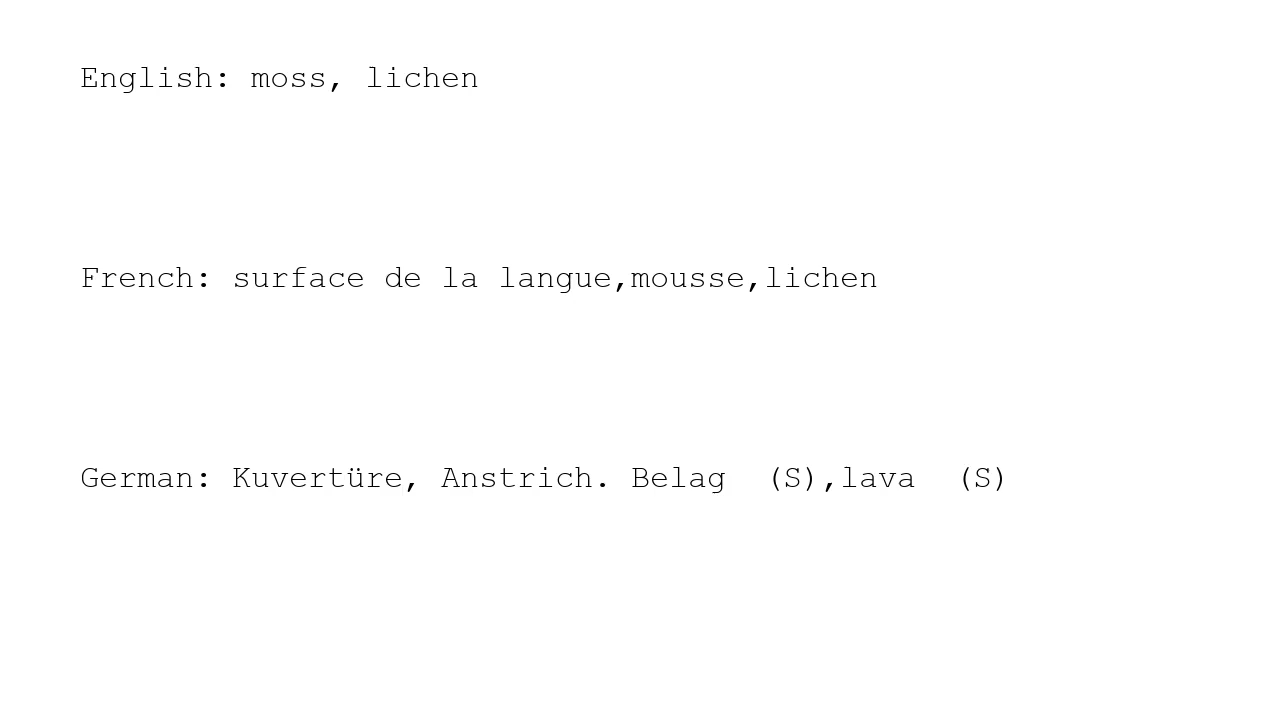 English: moss, lichen
French: surface de la langue,mousse,lichen
German: Kuvertüre, Anstrich. Belag  (S),lava  (S)